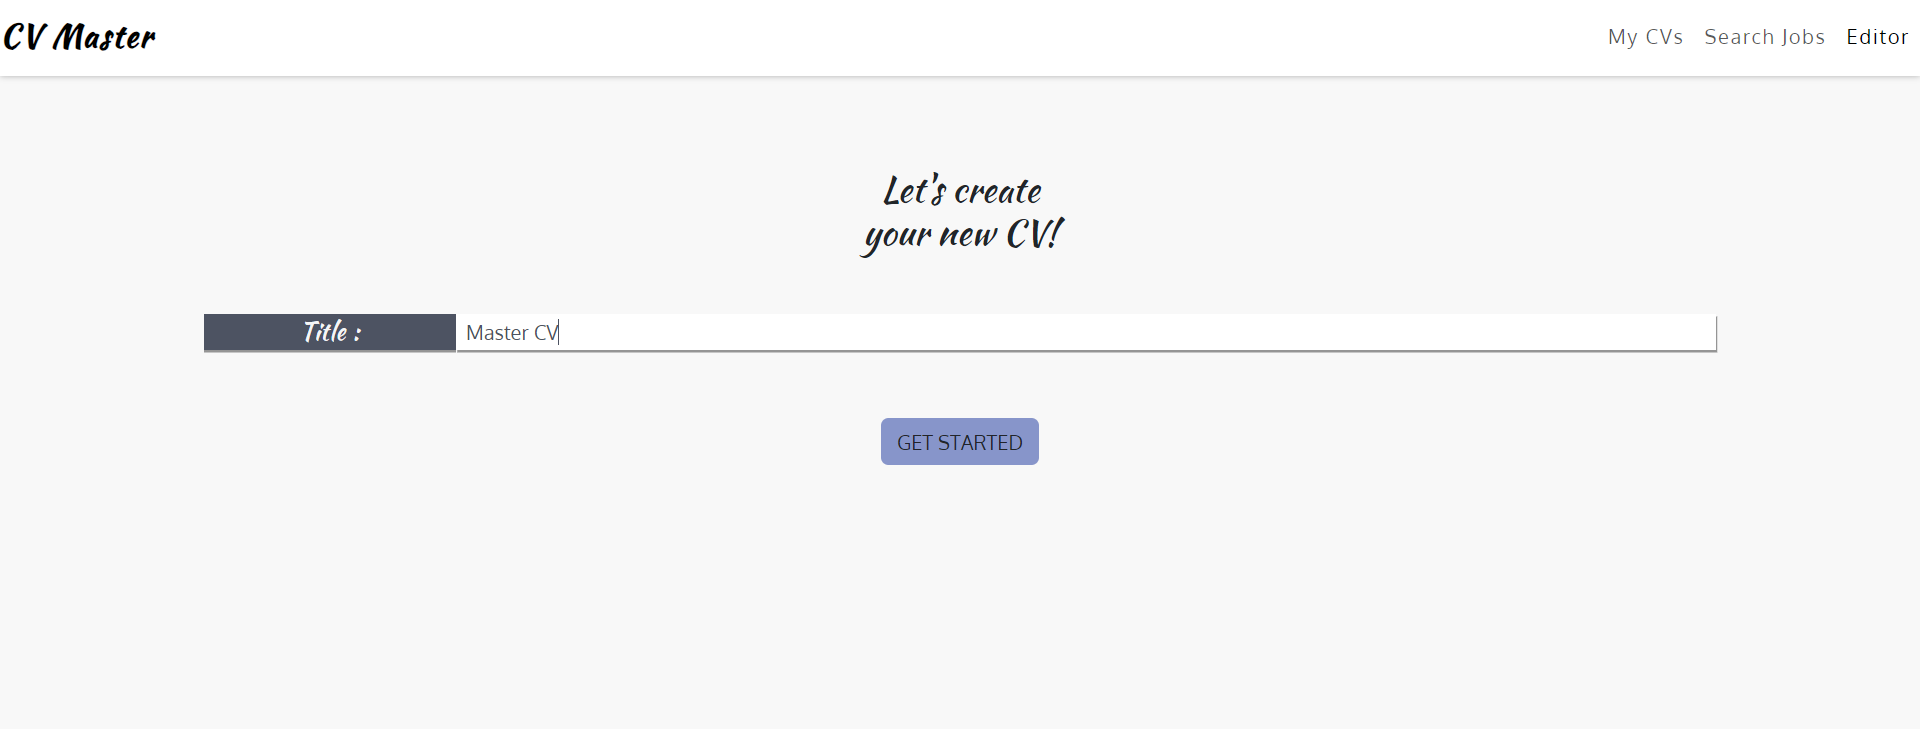 CV Master
My CVs
Search Jobs
Editor
Let's create
your new CV!
Title :
Master CV
GET STARTED